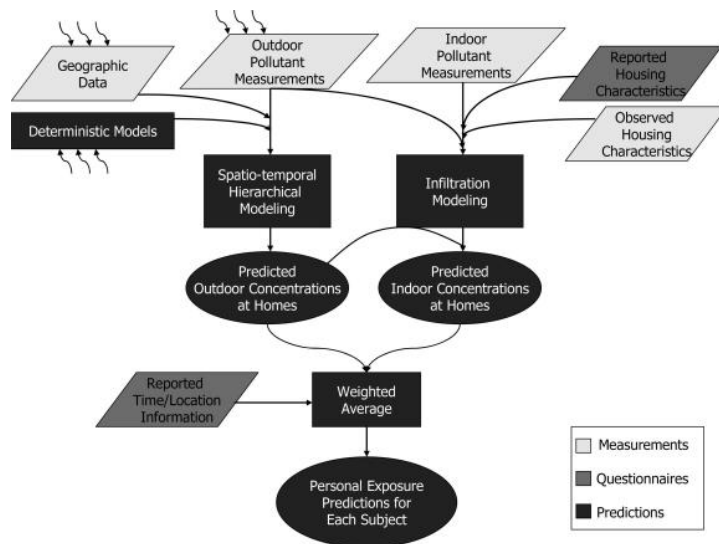 Geographic
Data
Outdoor
Pollutant
Measurements
Indoor
Pollutant
Measurements
Reported
Housing
Characteristics
Deterministic Models
Observed
Housing
Characteristics
Spatio-temporal
Hierarchical
Modeling
Infiltration
Modeling
Predicted
Outdoor Concentrations
at Homes
Predicted
Indoor Concentrations
at Homes
Reported
Time/Location
Information
Weighted
Average
Personal Exposure
Predictions for
Each Subject
Measurements
Questionnaires
Predictions